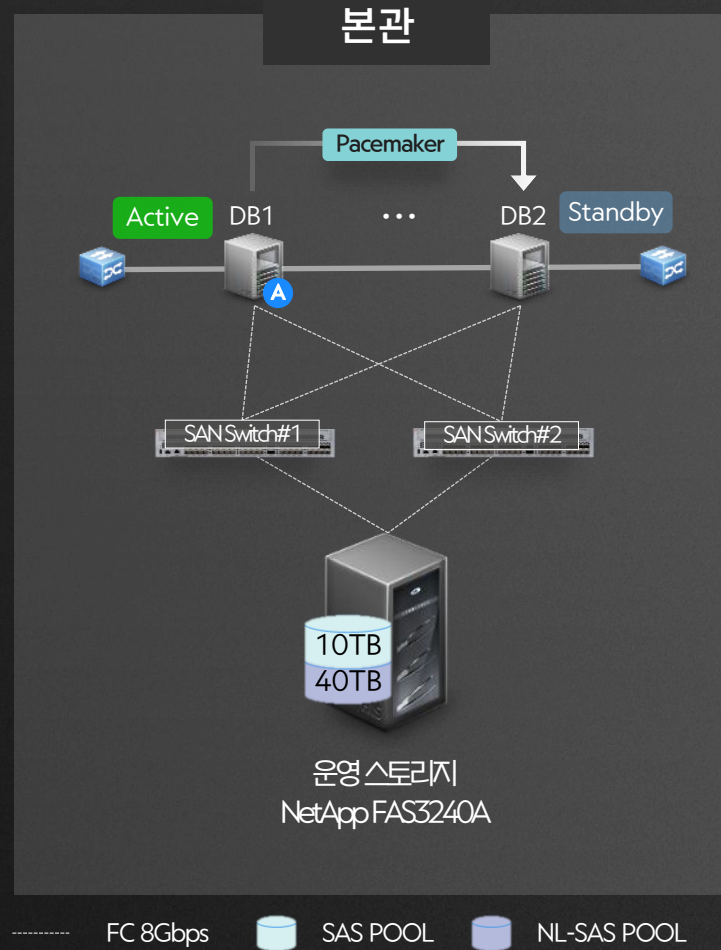 본관
Pacemaker
Active
DB1
...
DB2
Standby
A
SAN Switch#1
SAN Switch#2
10TB
40TB
운영 스토리지
NetApp FAS3240A
FC 8Gbps
SAS POOL
NL-SAS POOL